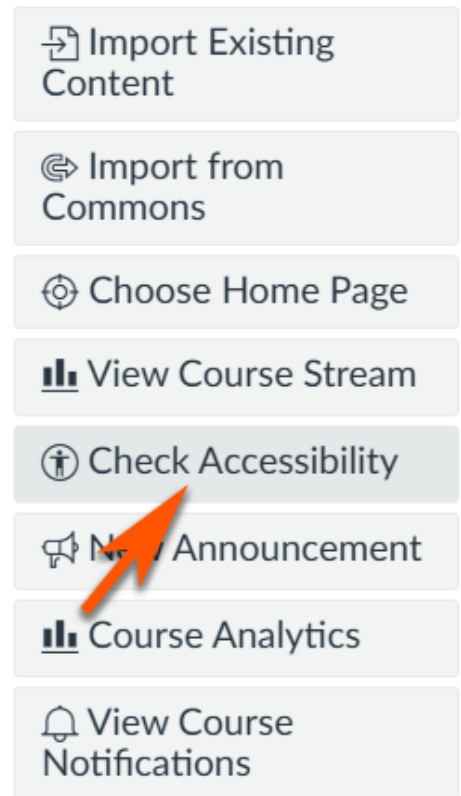 Import Existing
Content
Import from
Commons
Choose Home Page
View Course Stream
Check Accessibility
New Announcement
Course Analytics
View Course
Notifications